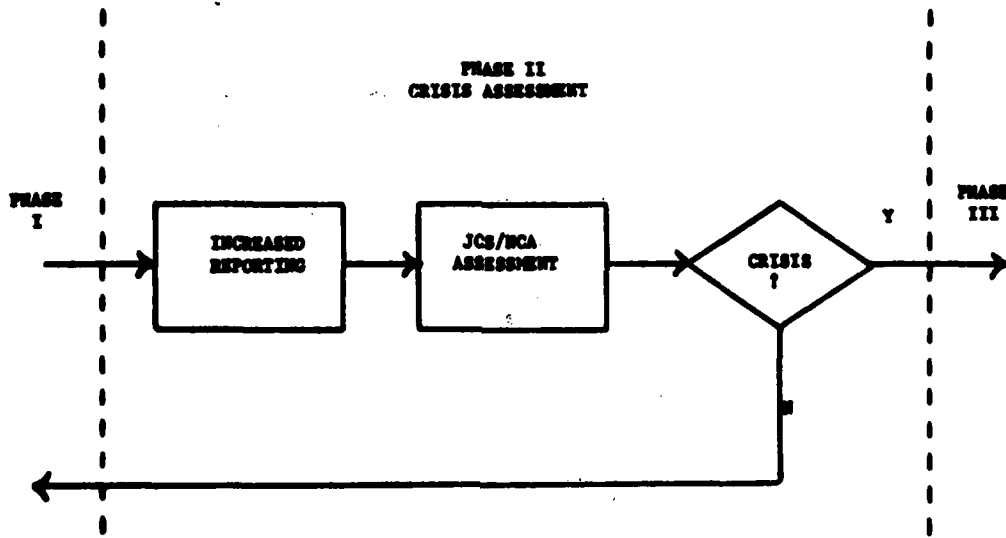 PHASE II
CRISIS ASSESSMENT
PHASE
I
INCREASED
REPORTING
JCS/NCA
ASSESSMENT
CRISIS
?
Y
PHASE
III
N